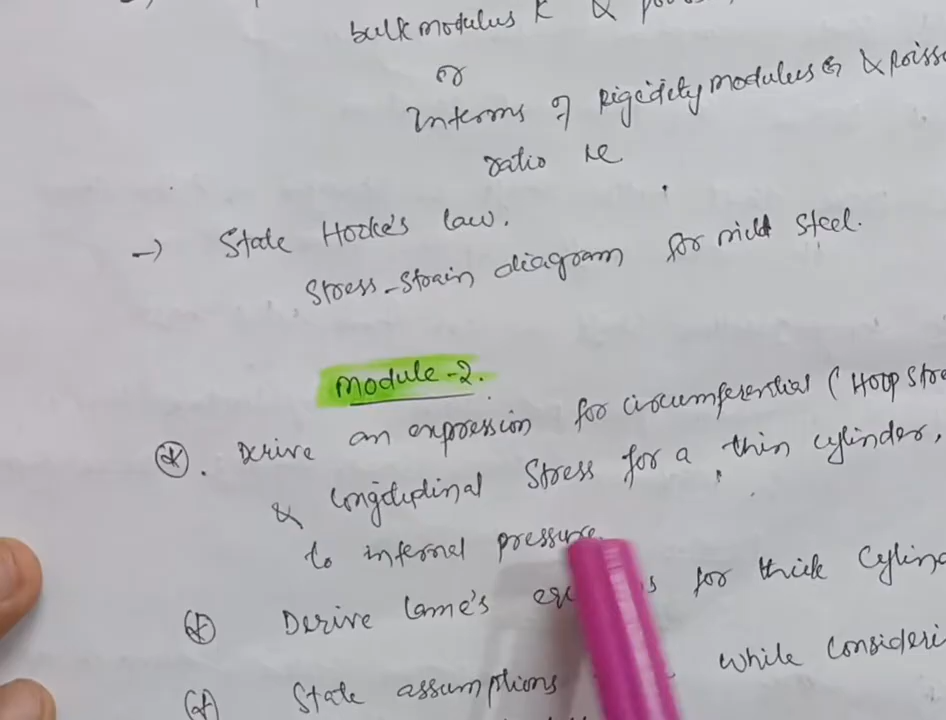 bulk modulus K &
or
Interms of Rigidity modulus G & poiss
ratio
→ State Hooke's law.
Stress-Strain diagram for mild Steel.
Module-2.
* . Derive an expression for circumferential ( Hoop Stre
& longitudinal Stress for a thin cylinder,
to internal pressure.
* Derive Lame's for thick Cylind
* State assumptions while consideri